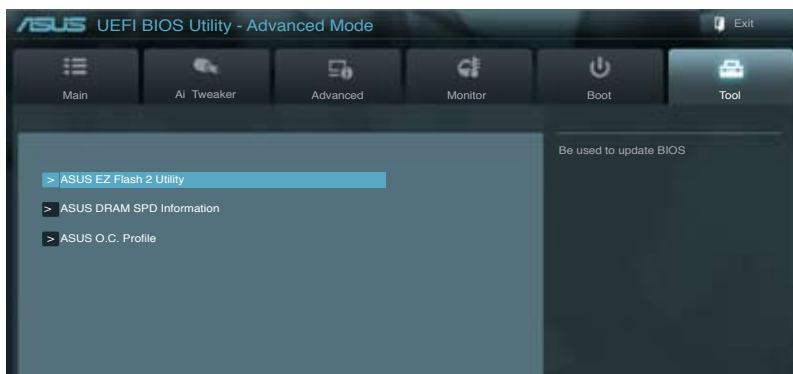 ASUS UEFI BIOS Utility - Advanced Mode
Exit
Main
Ai Tweaker
Advanced
Monitor
Boot
Tool
Be used to update BIOS
> ASUS EZ Flash 2 Utility
> ASUS DRAM SPD Information
> ASUS O.C. Profile